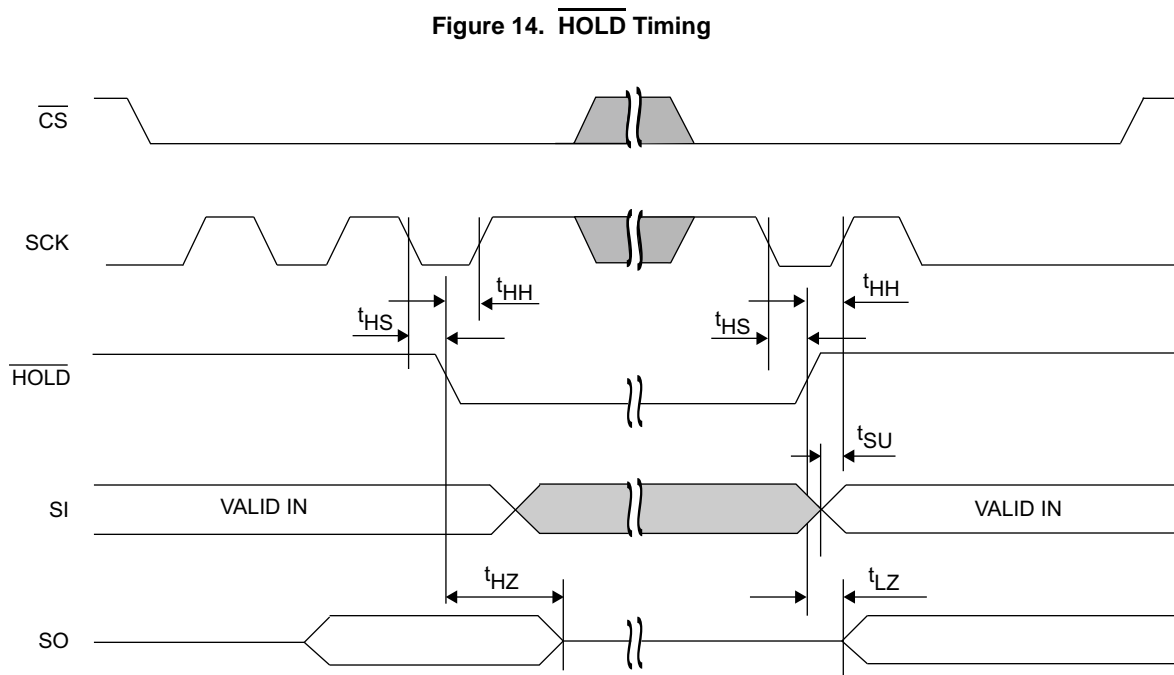 Figure 14. HOLD Timing
CS
SCK
tHH
tHH
tHS
tHS
HOLD
tSU
SI
VALID IN
VALID IN
tHZ
tLZ
SO